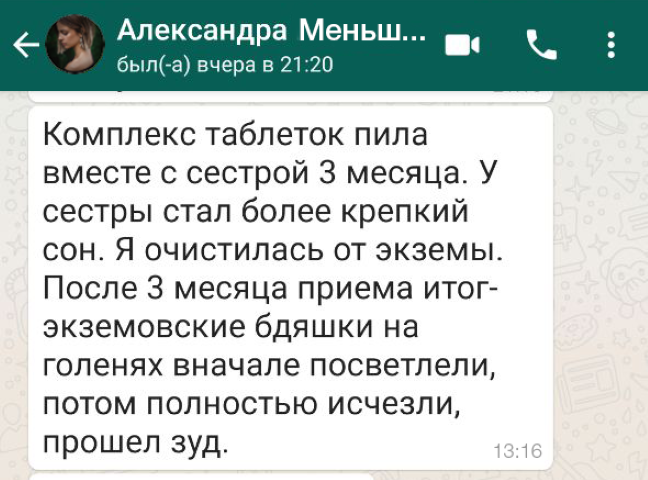 Александра Меньш...
был(-а) вчера в 21:20
Комплекс таблеток пила
вместе с сестрой 3 месяца. У
сестры стал более крепкий
сон. Я очистилась от экземы.
После 3 месяца приема итог-
экземовские бдяшки на
голенях вначале посветлели,
потом полностью исчезли,
прошел зуд.
13:16